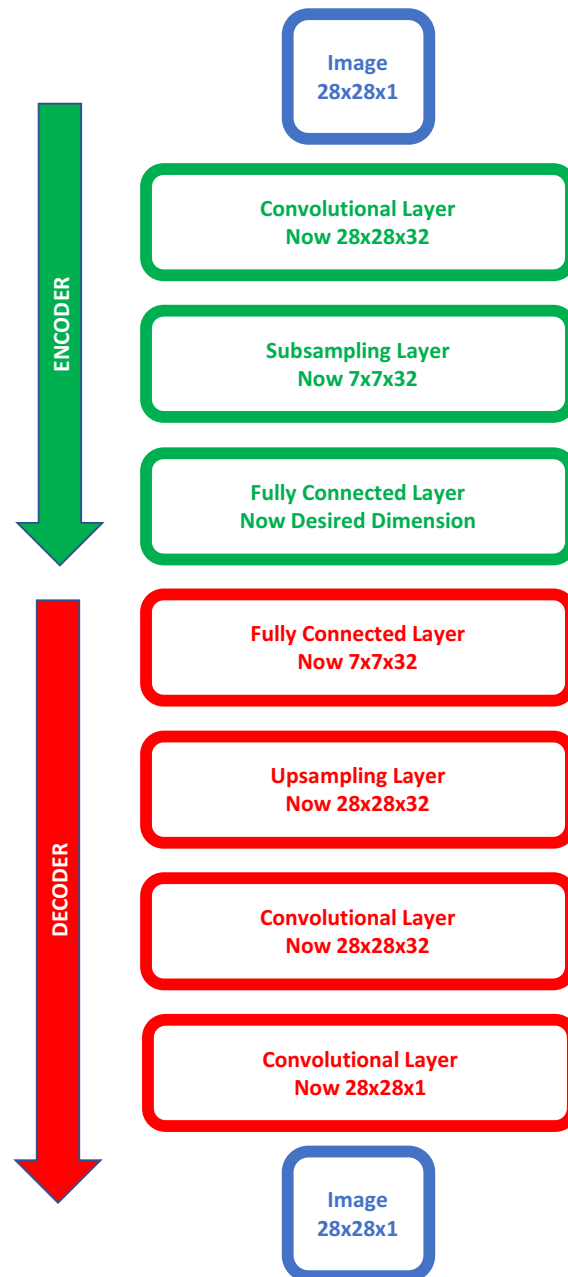 Image
28x28x1
Convolutional Layer
Now 28x28x32
Subsampling Layer
Now 7x7x32
Fully Connected Layer
Now Desired Dimension
ENCODER
Fully Connected Layer
Now 7x7x32
Upsampling Layer
Now 28x28x32
Convolutional Layer
Now 28x28x32
Convolutional Layer
Now 28x28x1
DECODER
Image
28x28x1